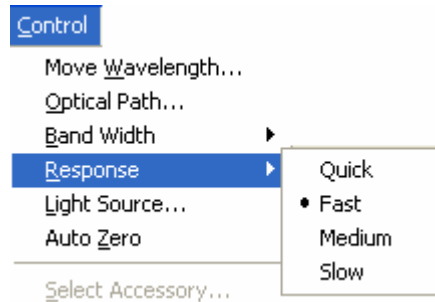 Control
Move Wavelength...
Optical Path...
Band Width
Response
Light Source...
Auto Zero
Select Accessory...
Quick
Fast
Medium
Slow